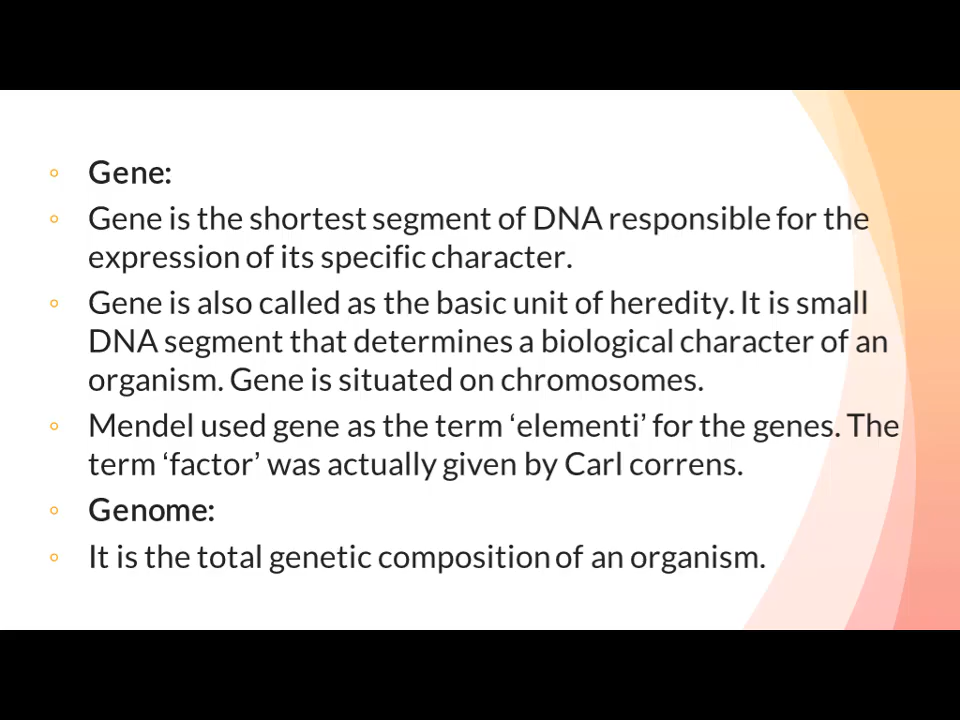 Gene:
Gene is the shortest segment of DNA responsible for the
expression of its specific character.
Gene is also called as the basic unit of heredity. It is small
DNA segment that determines a biological character of an
organism. Gene is situated on chromosomes.
Mendel used gene as the term ‘elementi’ for the genes. The
term ‘factor’ was actually given by Carl correns.
Genome:
It is the total genetic composition of an organism.